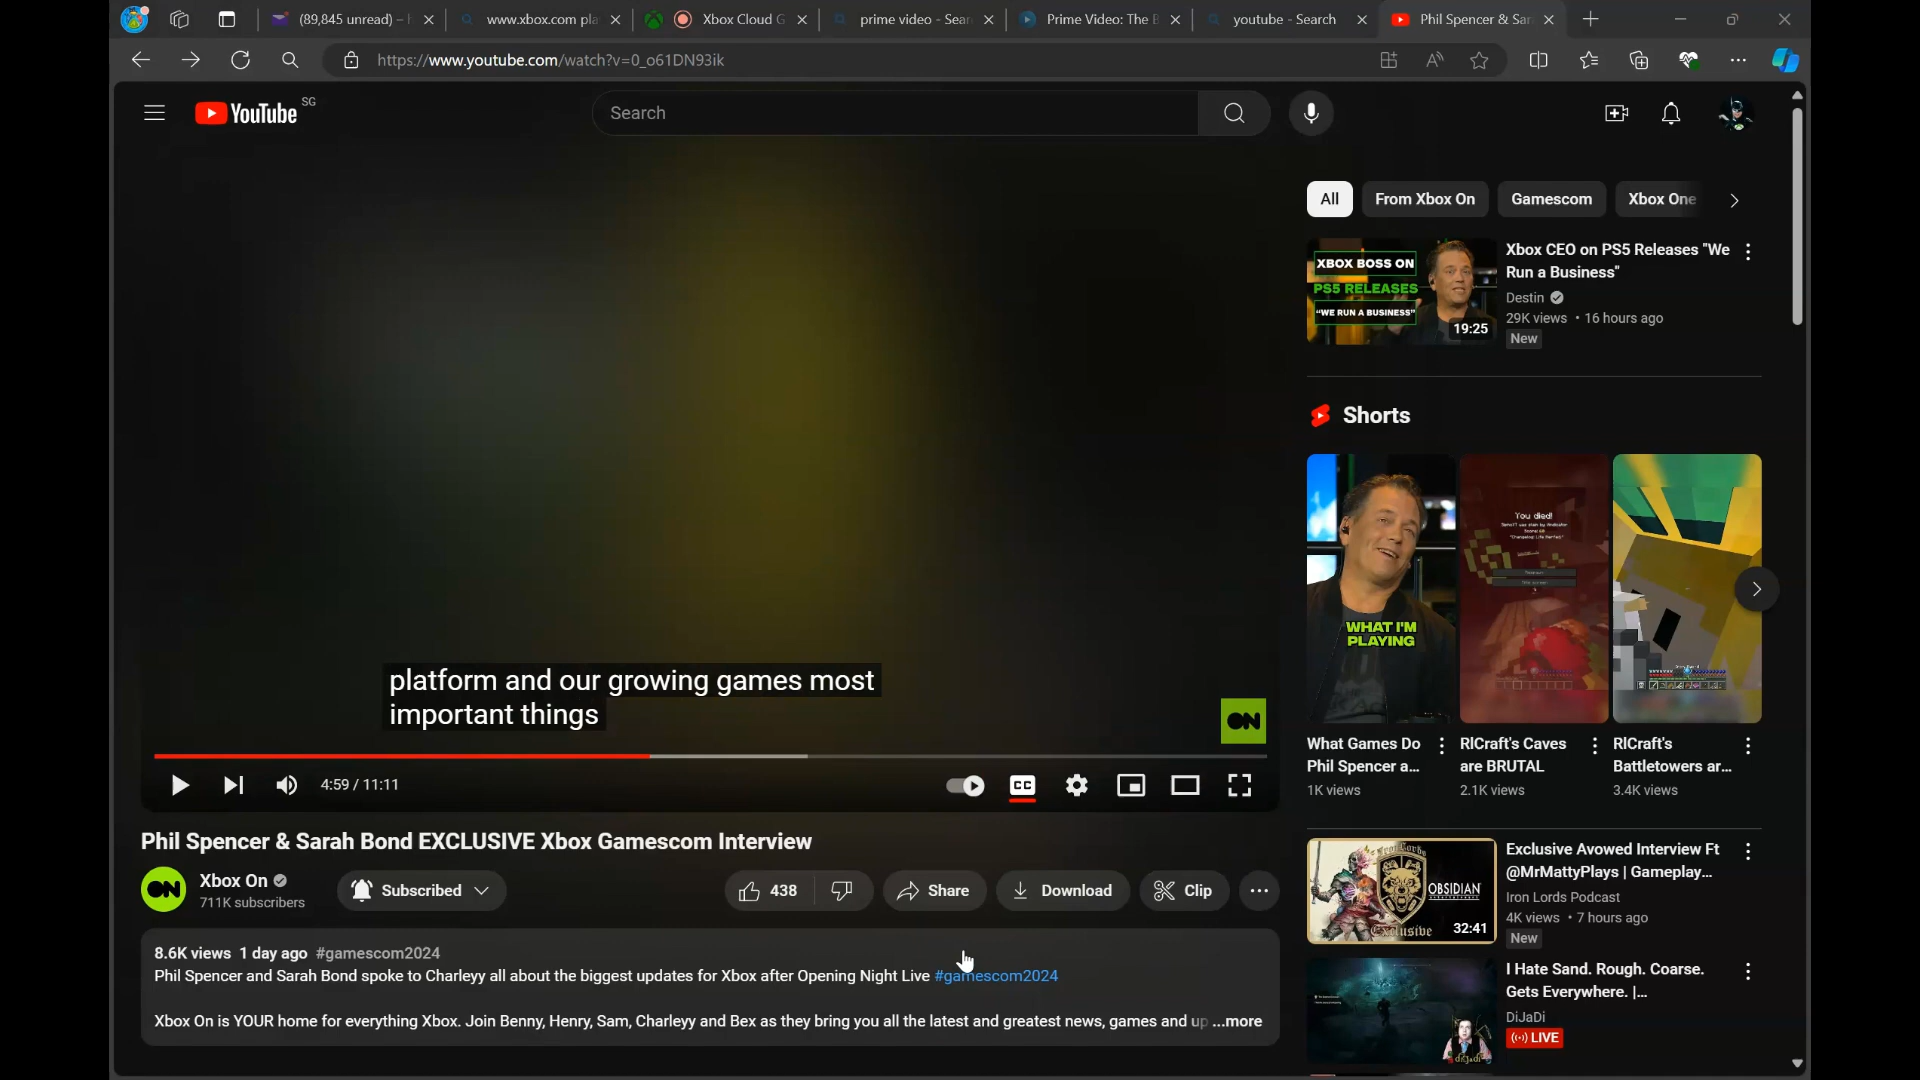 (89,845 unread) –
www.xbox.com pla
Xbox Cloud G
prime video - Sear
Prime Video: The B
youtube - Search
Phil Spencer & Sar
https://www.youtube.com/watch?v=0_o61DN93ik
YouTube SG
Search
All
From Xbox On
Gamescom
Xbox One
XBOX BOSS ON
PS5 RELEASES
"WE RUN A BUSINESS"
19:25
Xbox CEO on PS5 Releases "We
Run a Business"
Destin
29K views • 16 hours ago
New
Shorts
You died!
WHAT I'M
PLAYING
What Games Do
Phil Spencer a...
1K views
RlCraft's Caves
are BRUTAL
2.1K views
RlCraft's
Battletowers ar...
3.4K views
platform and our growing games most
important things
ON
4:59 / 11:11
CC
Phil Spencer & Sarah Bond EXCLUSIVE Xbox Gamescom Interview
ON
Xbox On
711K subscribers
Subscribed
438
Share
Download
Clip
8.6K views 1 day ago #gamescom2024
Phil Spencer and Sarah Bond spoke to Charleyy all about the biggest updates for Xbox after Opening Night Live #gamescom2024
Xbox On is YOUR home for everything Xbox. Join Benny, Henry, Sam, Charleyy and Bex as they bring you all the latest and greatest news, games and up ...more
OBSIDIAN
Exclusive
32:41
Exclusive Avowed Interview Ft
@MrMattyPlays | Gameplay...
Iron Lords Podcast
4K views • 7 hours ago
New
I Hate Sand. Rough. Coarse.
Gets Everywhere. |...
DiJaDi
LIVE